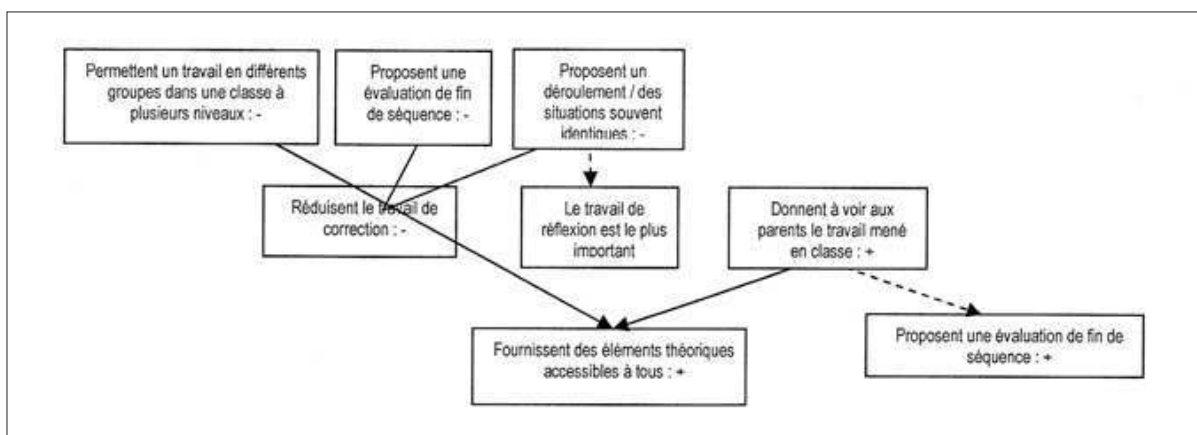 Permettent un travail en différents
groupes dans une classe à
plusieurs niveaux : -
Proposent une
évaluation de fin
de séquence : -
Proposent un
déroulement / des
situations souvent
identiques : -
Réduisent le travail de
correction : -
Le travail de
réflexion est le plus
important
Donnent à voir aux
parents le travail mené
en classe : +
Fournissent des éléments théoriques
accessibles à tous : +
Proposent une évaluation de fin de
séquence : +